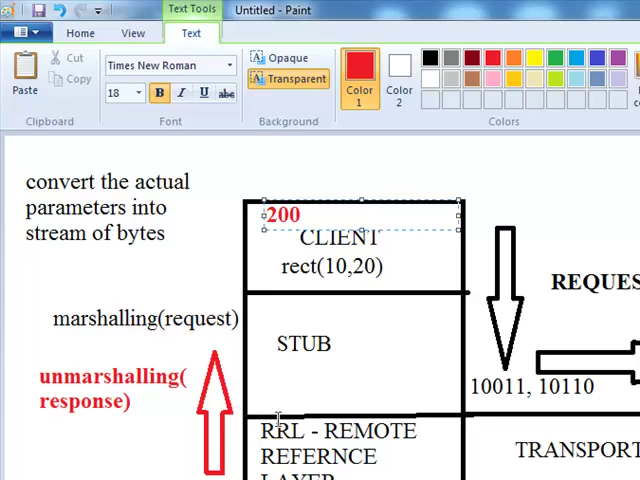 Text Tools
Untitled - Paint
Home
View
Text
Paste
Cut
Copy
Clipboard
Times New Roman
18
B
I
U
abc
Font
Opaque
Transparent
Background
Color
1
Color
2
Colors
convert the actual
parameters into
stream of bytes
200
CLIENT
rect(10,20)
REQUES
marshalling(request)
STUB
unmarshalling(
response)
10011, 10110
RRL - REMOTE
REFERNCE
LAYER
TRANSPORT